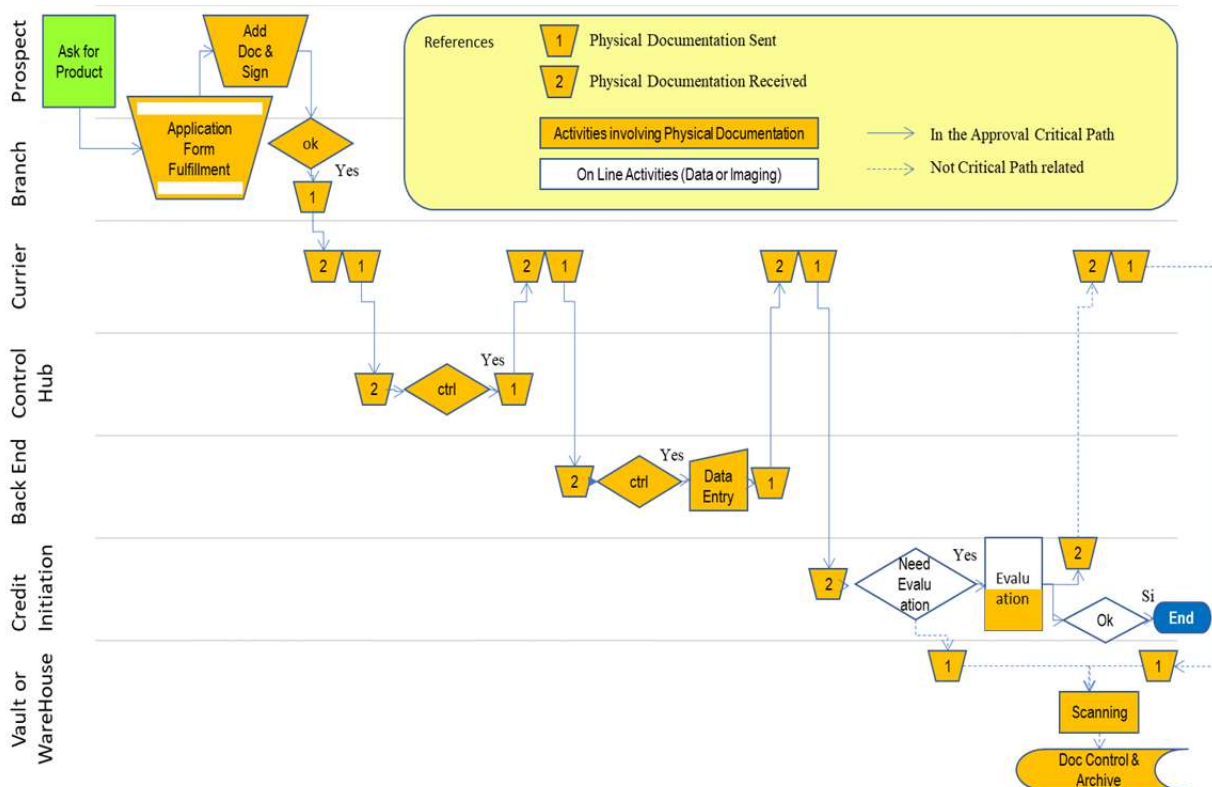 Prospect
Ask for
Product
Add
Doc &
Sign
References
1
Physical Documentation Sent
2
Physical Documentation Received
Activities involving Physical Documentation
In the Approval Critical Path
On Line Activities (Data or Imaging)
Not Critical Path related
Branch
Application
Form
Fulfillment
ok
Yes
1
Currier
2
1
2
1
2
1
2
1
Control
Hub
2
ctrl
Yes
1
Back End
2
ctrl
Yes
Data
Entry
1
Credit
Initiation
2
Need
Evalu
ation
Yes
Evalu
ation
2
Ok
Si
End
Vault or
WareHouse
1
1
Scanning
Doc Control &
Archive